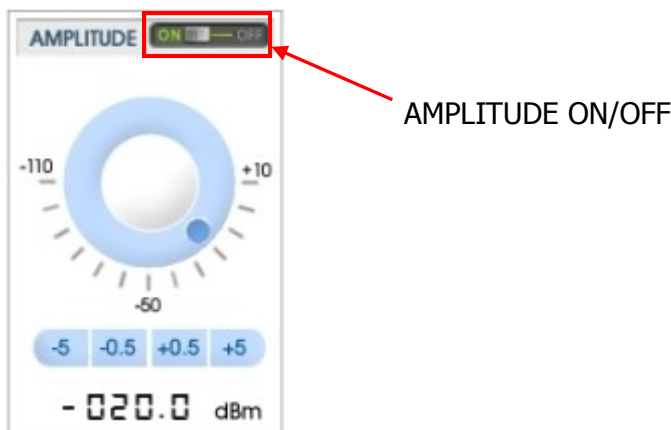 AMPLITUDE ON OFF
AMPLITUDE ON/OFF
-110 +10
-50
-5 -0.5 +0.5 +5
-020.0 dBm